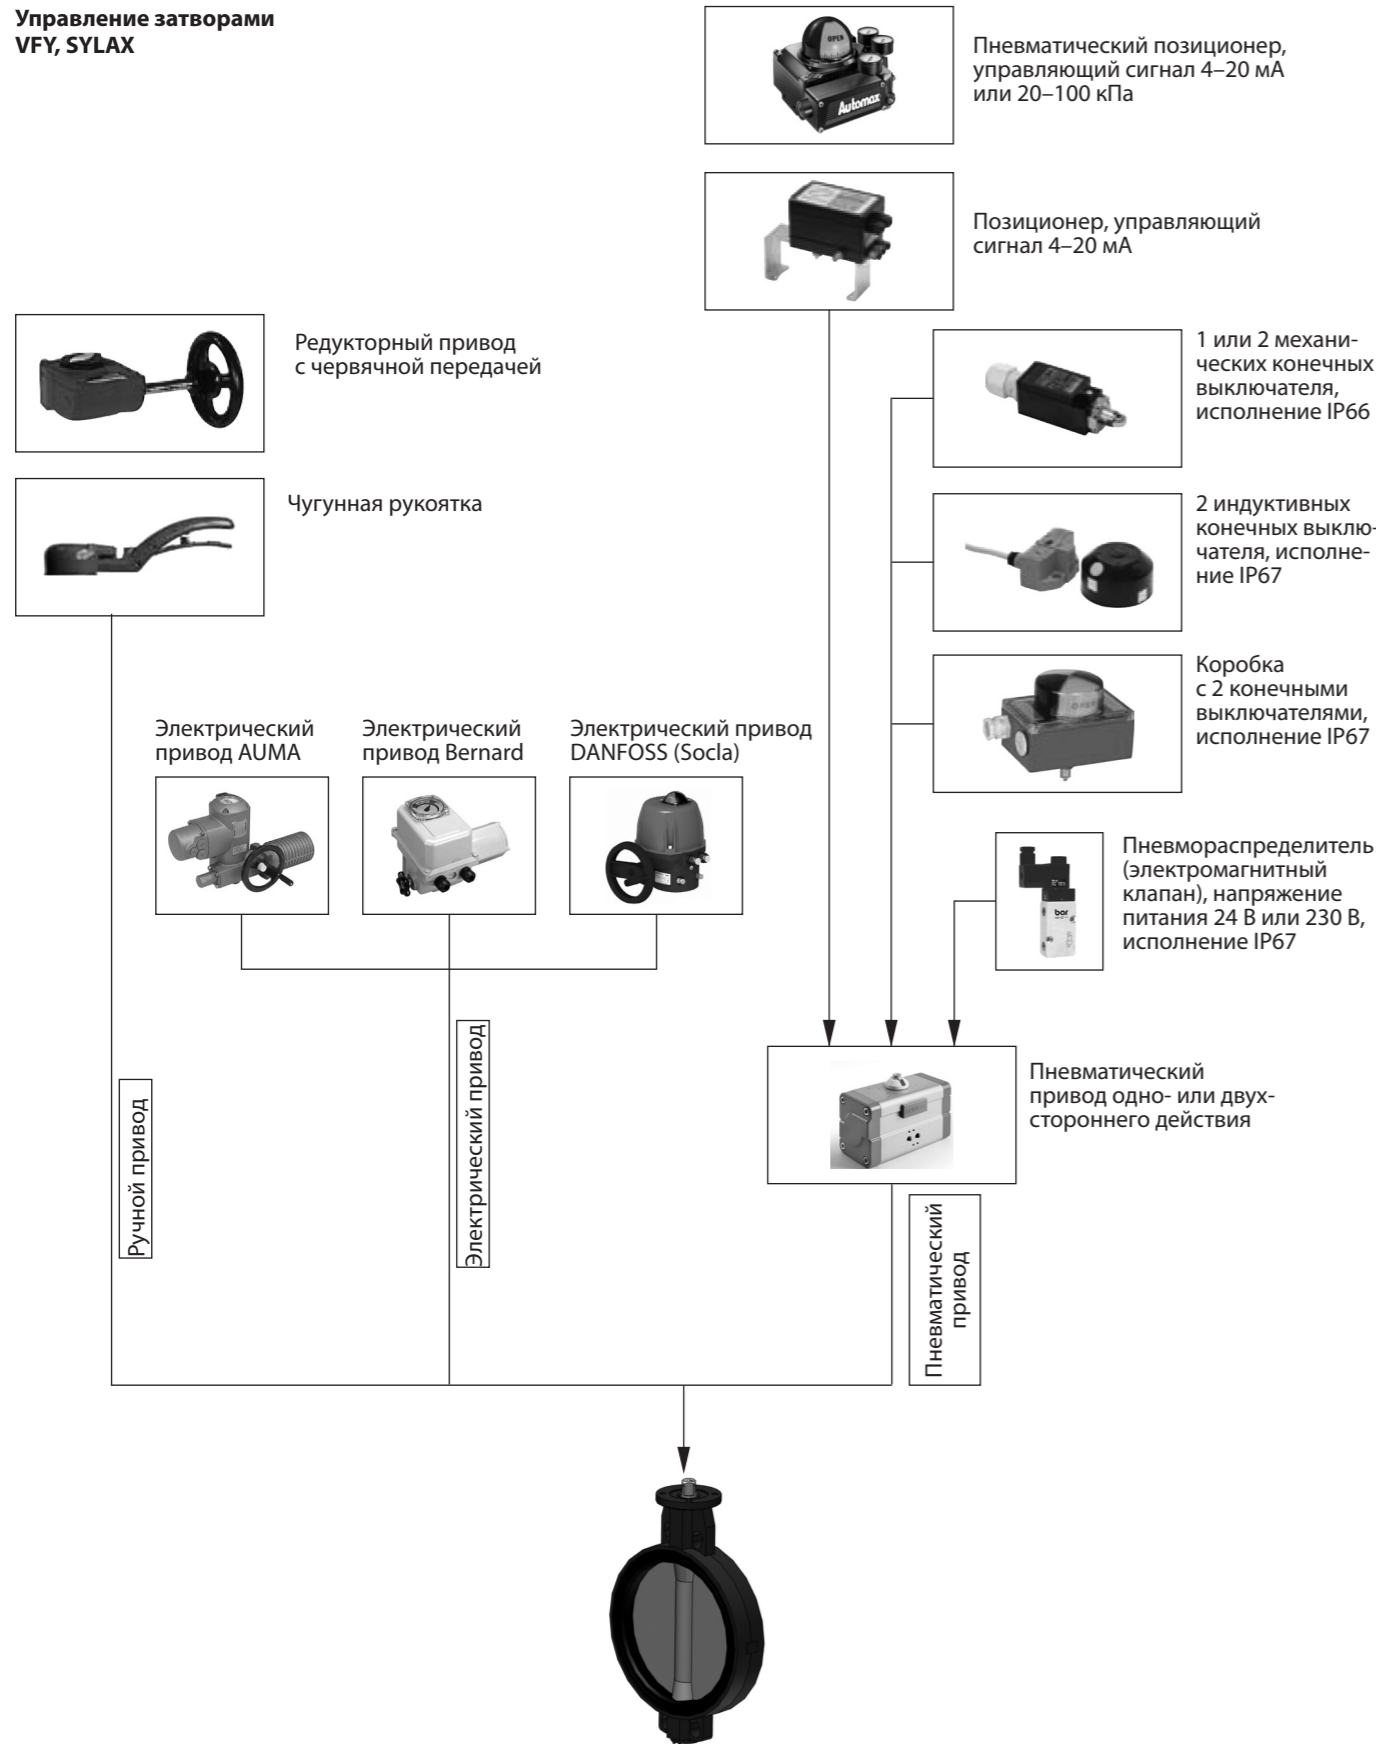 Управление затворами
VFY, SYLAX
OPEN
Automax
Пневматический позиционер,
управляющий сигнал 4–20 мА
или 20–100 кПа
Позиционер, управляющий
сигнал 4–20 мА
Редукторный привод
с червячной передачей
1 или 2 механи-
ческих конечных
выключателя,
исполнение IP66
Чугунная рукоятка
2 индуктивных
конечных выклю-
чателя, исполне-
ние IP67
Коробка
с 2 конечными
выключателями,
исполнение IP67
Электрический
привод AUMA
Электрический
привод Bernard
Электрический привод
DANFOSS (Socla)
bar
Пневмораспределитель
(электромагнитный
клапан), напряжение
питания 24 В или 230 В,
исполнение IP67
Ручной привод
Электрический привод
Пневматический
привод одно- или двух-
стороннего действия
Пневматический
привод